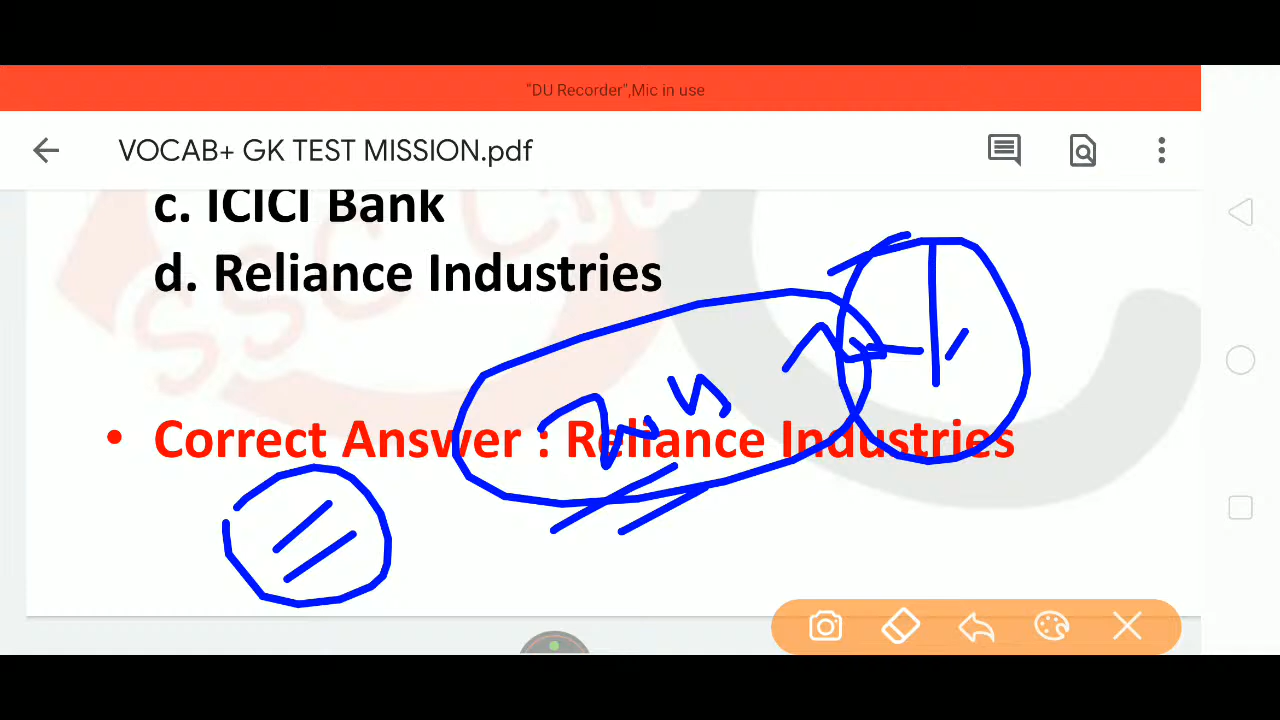 "DU Recorder",Mic in use
VOCAB+ GK TEST MISSION.pdf
c. ICICI Bank
d. Reliance Industries
• Correct Answer : Reliance Industries